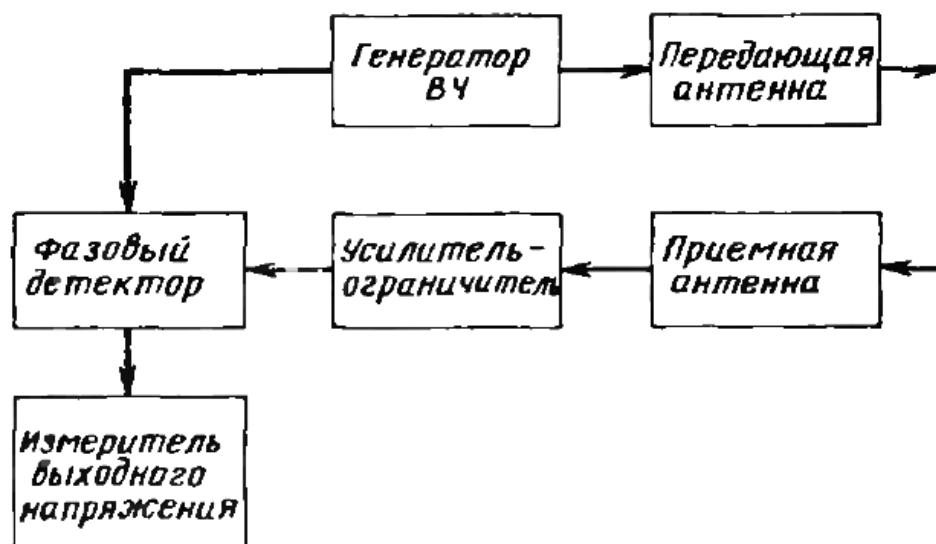 Генератор
ВЧ
Передающая
антенна
Фазовый
детектор
Усилитель-
ограничитель
Приемная
антенна
Измеритель
выходного
напряжения